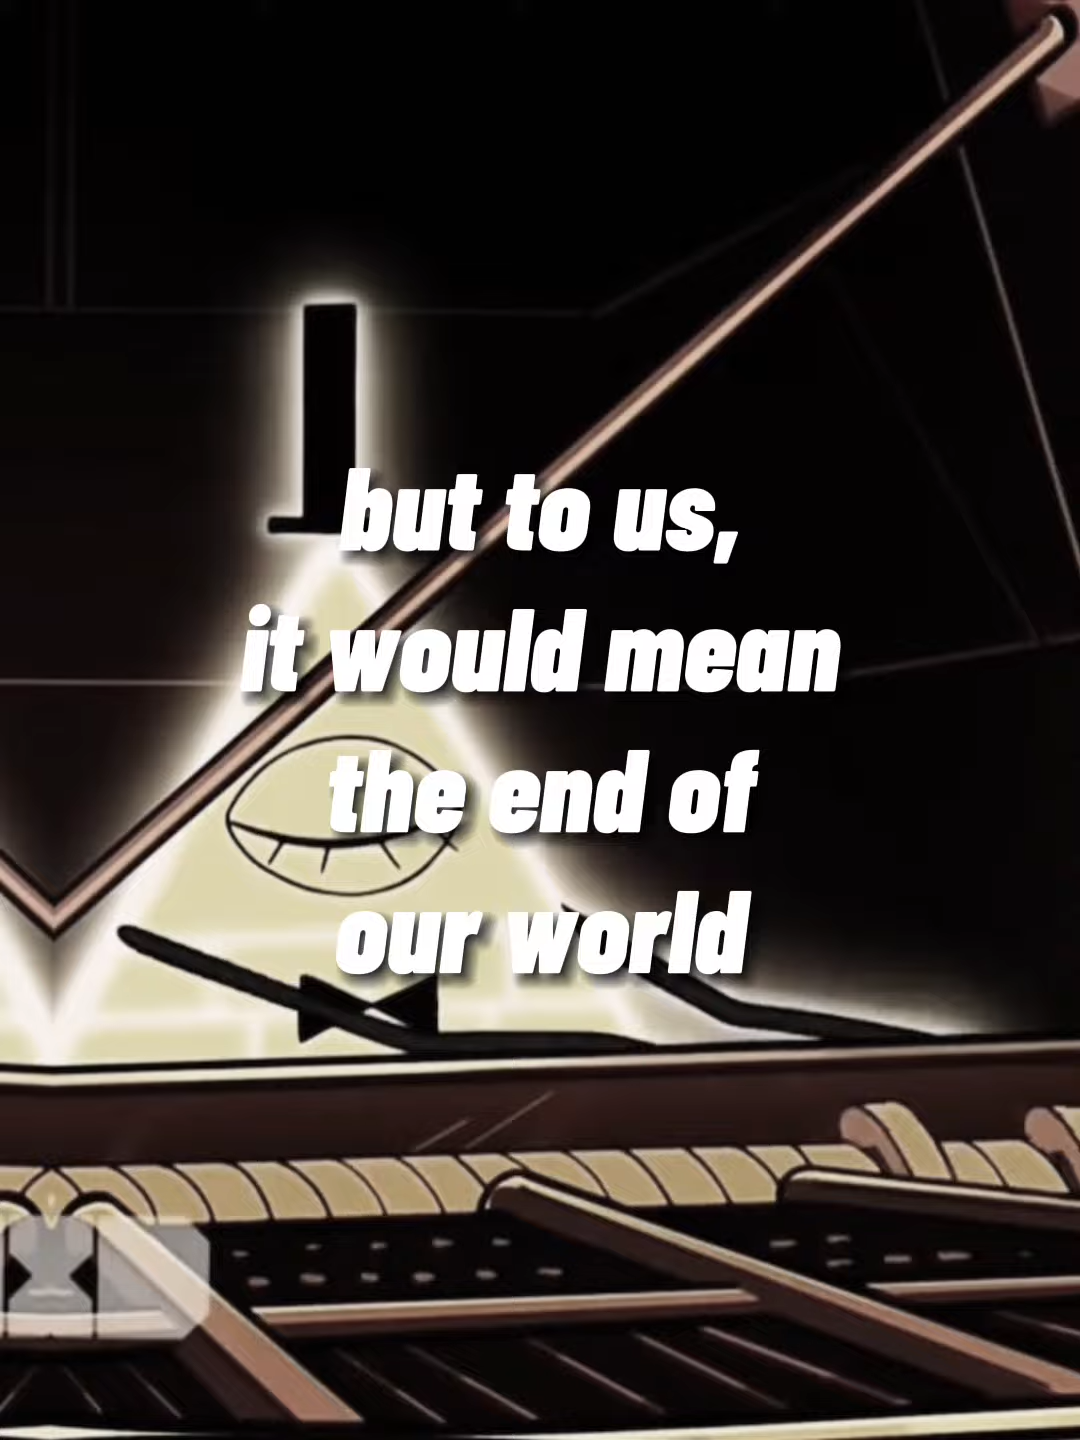 but to us,
it would mean
the end of
our world